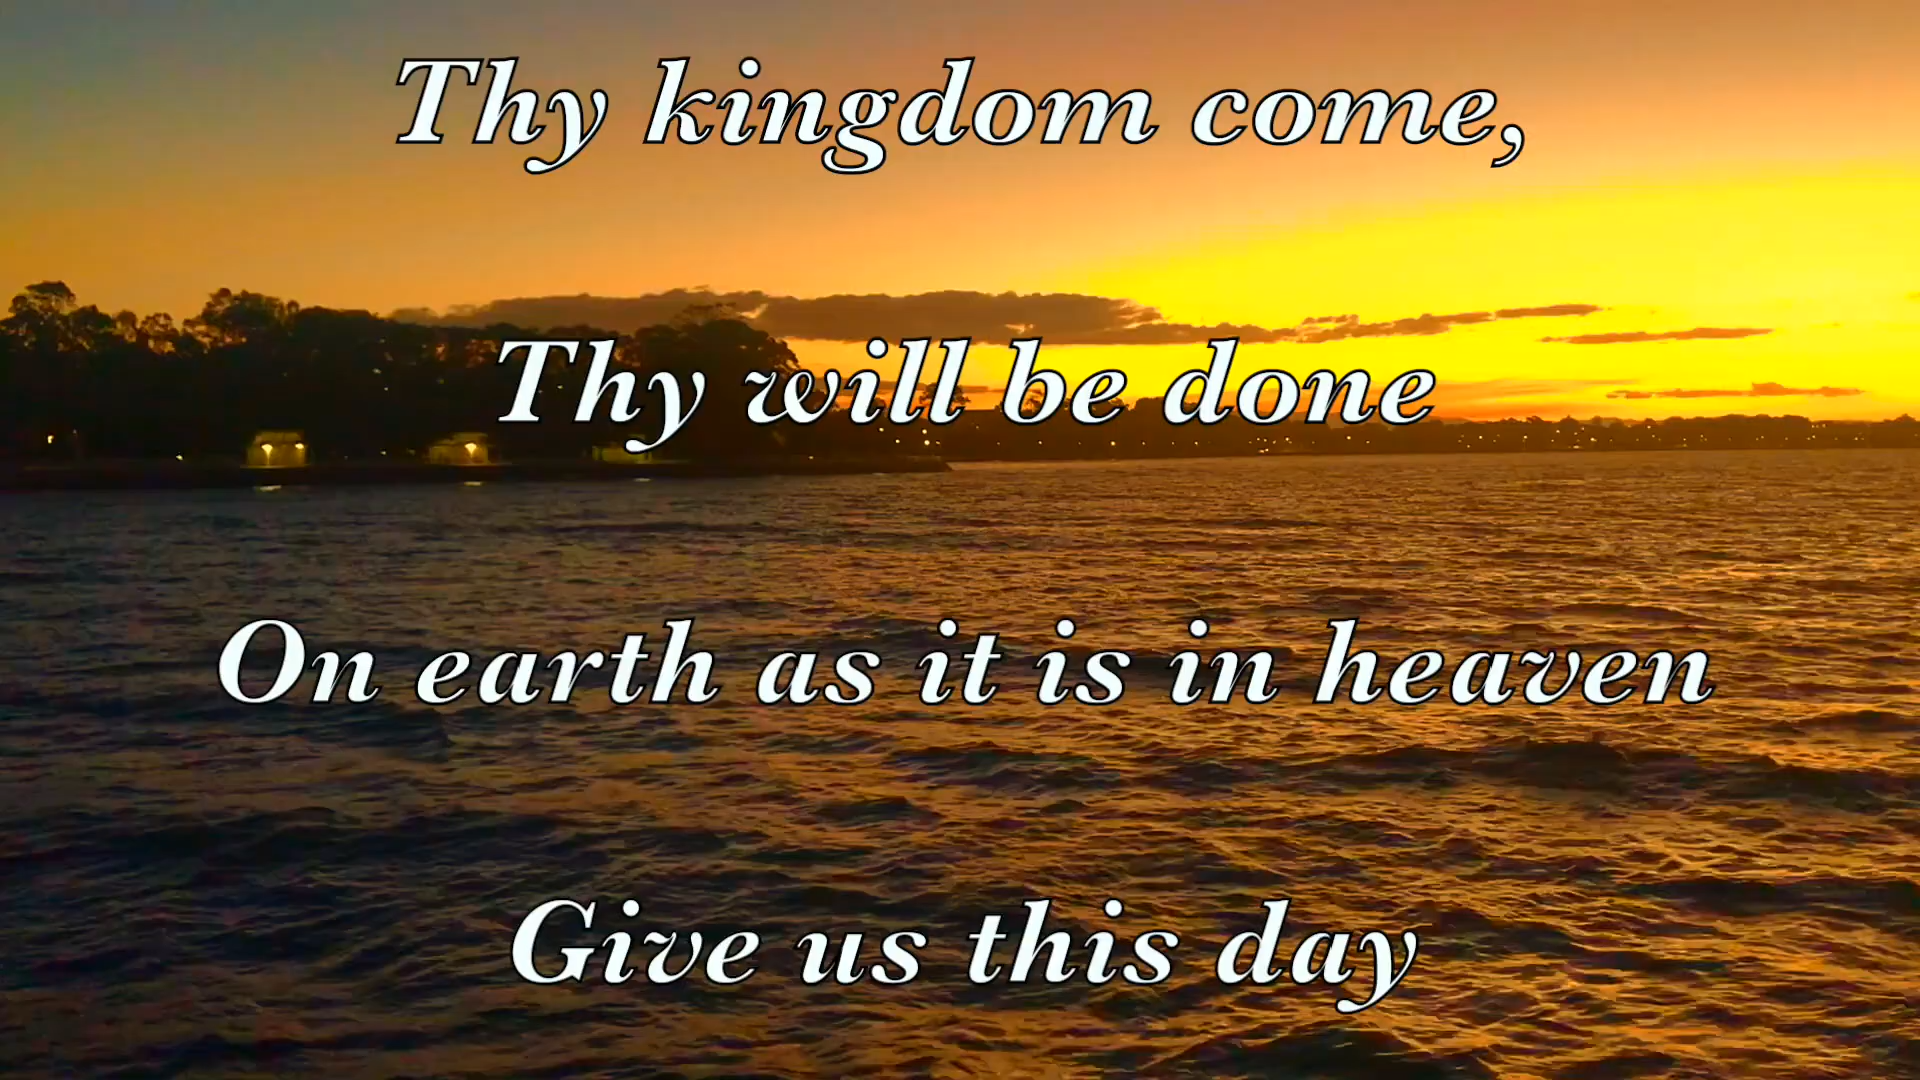 Thy kingdom come,
Thy will be done
On earth as it is in heaven
Give us this day